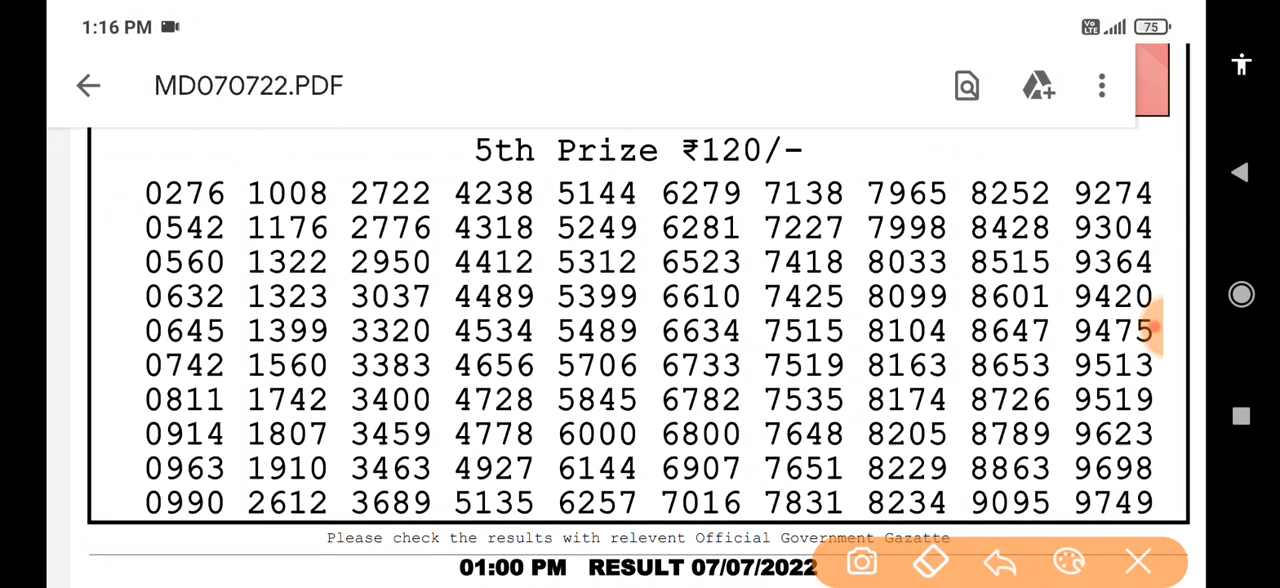 1:16 PM
Vo LTE 75
MD070722.PDF
5th Prize ₹120/-
0276 1008 2722 4238 5144 6279 7138 7965 8252 9274
0542 1176 2776 4318 5249 6281 7227 7998 8428 9304
0560 1322 2950 4412 5312 6523 7418 8033 8515 9364
0632 1323 3037 4489 5399 6610 7425 8099 8601 9420
0645 1399 3320 4534 5489 6634 7515 8104 8647 9475
0742 1560 3383 4656 5706 6733 7519 8163 8653 9513
0811 1742 3400 4728 5845 6782 7535 8174 8726 9519
0914 1807 3459 4778 6000 6800 7648 8205 8789 9623
0963 1910 3463 4927 6144 6907 7651 8229 8863 9698
0990 2612 3689 5135 6257 7016 7831 8234 9095 9749
Please check the results with relevent Official Government Gazatte
01:00 PM RESULT 07/07/2022